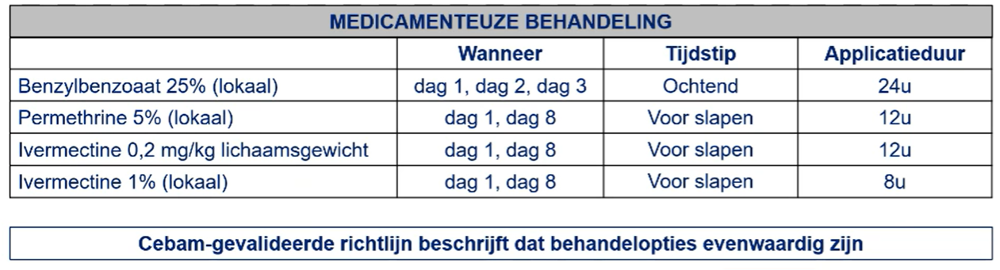 MEDICAMENTEUZE BEHANDELING
Wanneer Tijdstip Applicatieduur
Benzylbenzoaat 25% (lokaal) dag 1, dag 2, dag 3 Ochtend 24u
Permethrine 5% (lokaal) dag 1, dag 8 Voor slapen 12u
Ivermectine 0,2 mg/kg lichaamsgewicht dag 1, dag 8 Voor slapen 12u
Ivermectine 1% (lokaal) dag 1, dag 8 Voor slapen 8u
Cebam-gevalideerde richtlijn beschrijft dat behandelopties evenwaardig zijn